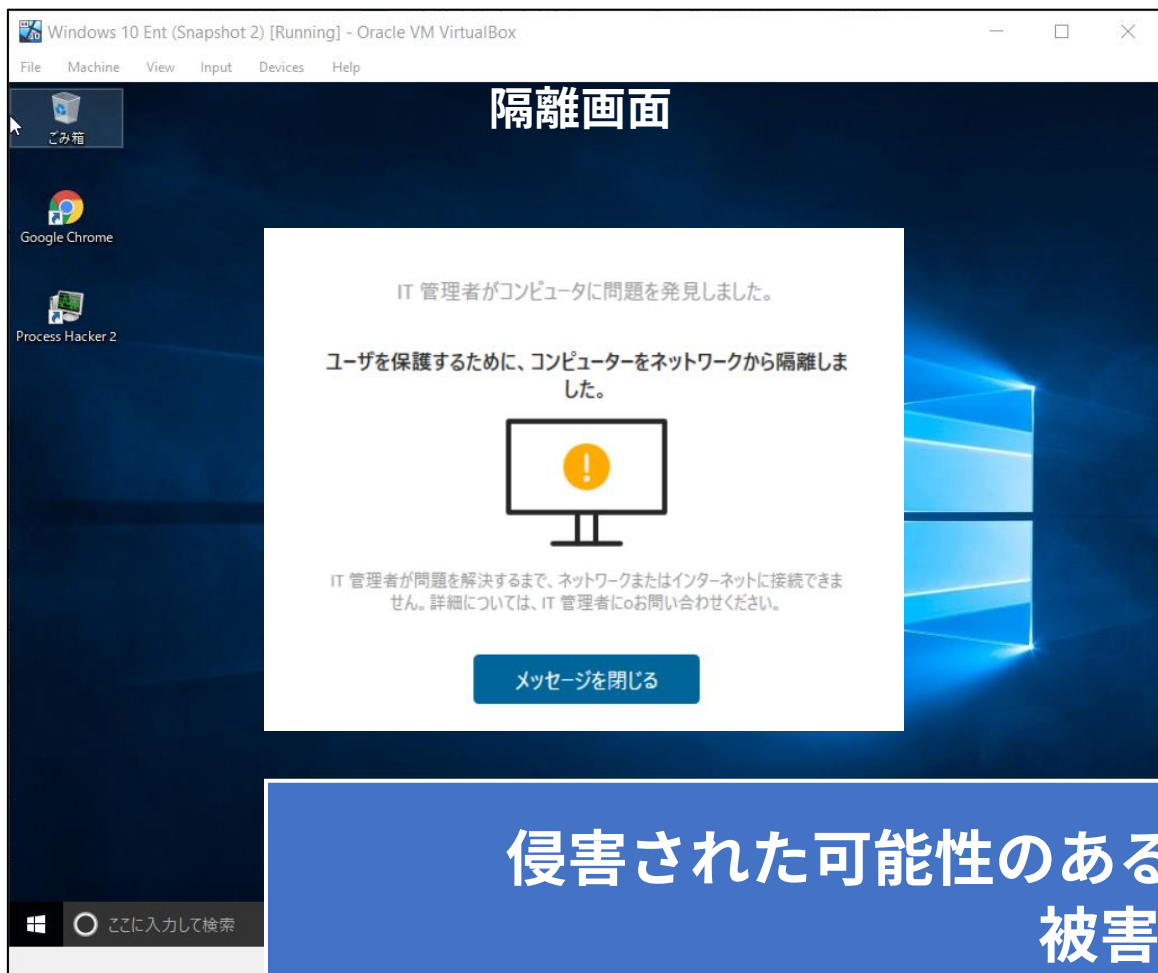 Windows 10 Ent (Snapshot 2) [Running] - Oracle VM VirtualBox
File Machine View Input Devices Help
隔離画面
ごみ箱
Google Chrome
Process Hacker 2
IT 管理者がコンピュータに問題を発見しました。
ユーザを保護するために、コンピューターをネットワークから隔離しま
した。
!
IT 管理者が問題を解決するまで、ネットワークまたはインターネットに接続できま
せん。詳細については、IT 管理者にoお問い合わせください。
メッセージを閉じる
侵害された可能性のある
被害
ここに入力して検索